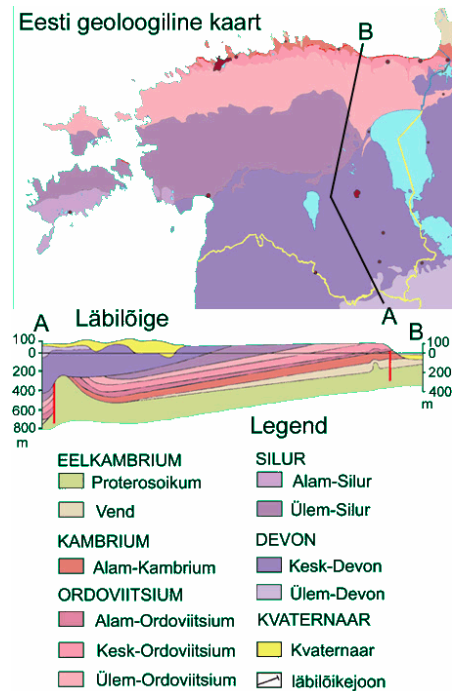 Eesti geoloogiline kaart
B
A
A
Läbilõige
B
100
0
200
400
600
800
m
100
0
200
400
m
Legend
EELKAMBRIUM
Proterosoikum
Vend
KAMBRIUM
Alam-Kambrium
ORDOVIITSIUM
Alam-Ordoviitsium
Kesk-Ordoviitsium
Ülem-Ordoviitsium
SILUR
Alam-Silur
Ülem-Silur
DEVON
Kesk-Devon
Ülem-Devon
KVATERNAAR
Kvaternaar
läbilõikejoon